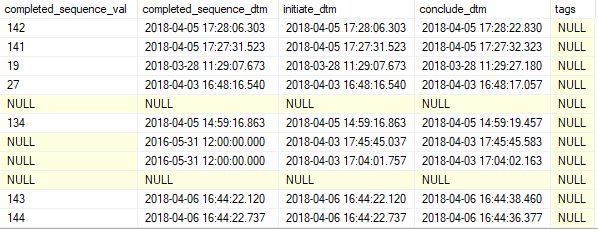 completed_sequence_val completed_sequence_dtm initiate_dtm conclude_dtm tags
142 2018-04-05 17:28:06.303 2018-04-05 17:28:06.303 2018-04-05 17:28:22.830 NULL
141 2018-04-05 17:27:31.523 2018-04-05 17:27:31.523 2018-04-05 17:27:32.323 NULL
19 2018-03-28 11:29:07.673 2018-03-28 11:29:07.673 2018-03-28 11:29:27.180 NULL
27 2018-04-03 16:48:16.540 2018-04-03 16:48:16.540 2018-04-03 16:48:17.057 NULL
NULL NULL NULL NULL NULL
134 2018-04-05 14:59:16.863 2018-04-05 14:59:16.863 2018-04-05 14:59:19.457 NULL
NULL 2016-05-31 12:00:00.000 2018-04-03 17:45:45.037 2018-04-03 17:45:45.583 NULL
NULL 2016-05-31 12:00:00.000 2018-04-03 17:04:01.757 2018-04-03 17:04:02.163 NULL
NULL NULL NULL NULL NULL
143 2018-04-06 16:44:22.120 2018-04-06 16:44:22.120 2018-04-06 16:44:38.460 NULL
144 2018-04-06 16:44:22.737 2018-04-06 16:44:22.737 2018-04-06 16:44:36.377 NULL